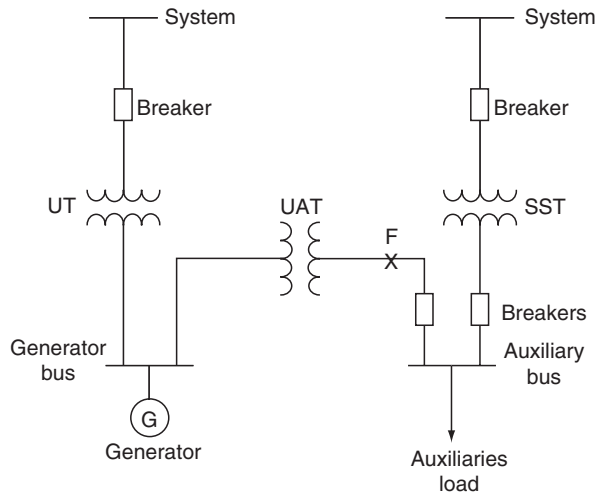 System
System
Breaker
Breaker
UT
UAT
SST
F
X
Breakers
Generator
bus
Auxiliary
bus
G
Generator
Auxiliaries
load